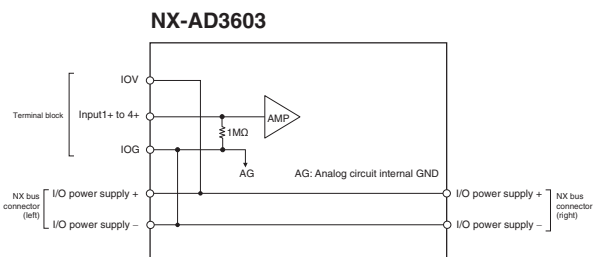 NX-AD3603
IOV
Terminal block
Input1+ to 4+
AMP
1MΩ
IOG
AG
AG: Analog circuit internal GND
NX bus
connector
(left)
I/O power supply +
I/O power supply −
I/O power supply +
I/O power supply −
NX bus
connector
(right)